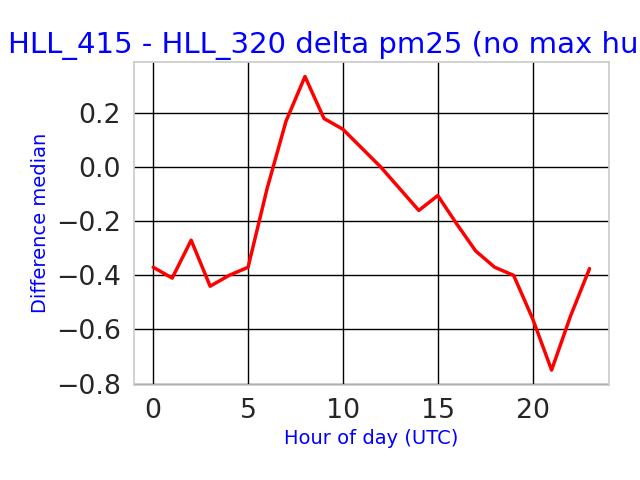 HLL_415 - HLL_320 delta pm25 (no max hu
0.2
0.0
−0.2
−0.4
−0.6
−0.8
Difference median
0 5 10 15 20
Hour of day (UTC)